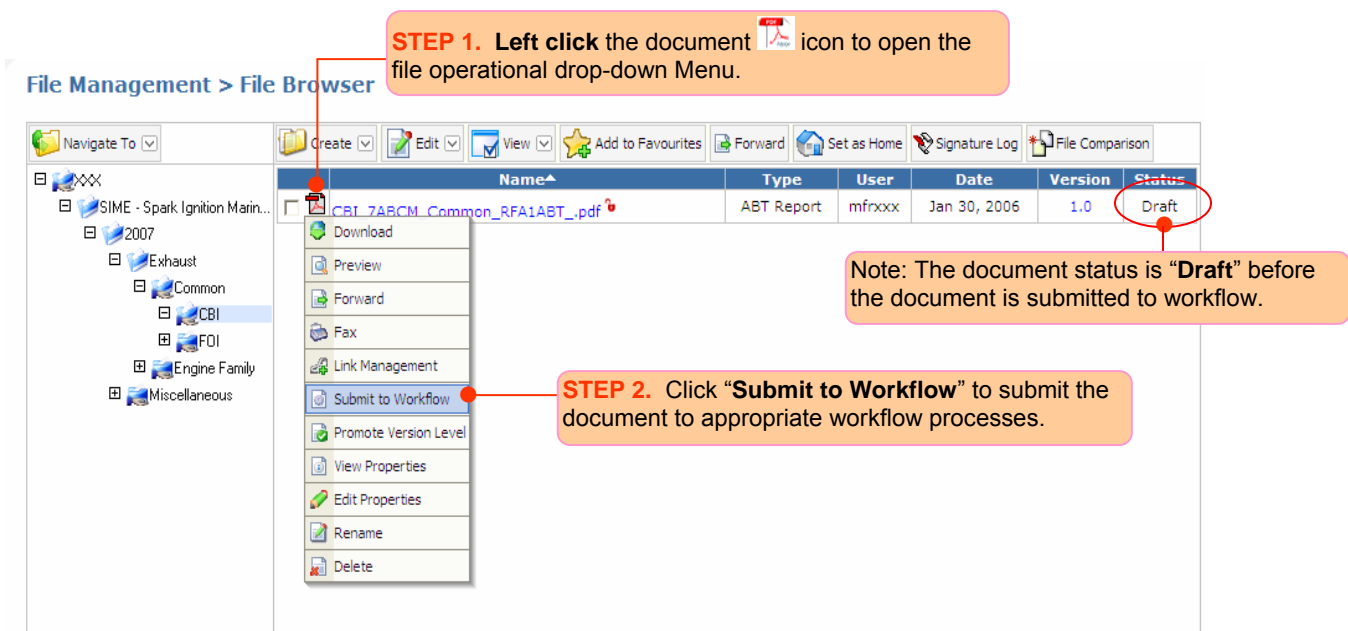 STEP 1. Left click the document icon to open the
file operational drop-down Menu.
File Management > File Browser
Navigate To
Create Edit View Add to Favourites Forward Set as Home Signature Log File Comparison
XXX
SIME - Spark Ignition Marin...
2007
Exhaust
Common
CBI
FOI
Engine Family
Miscellaneous
Name Type User Date Version Status
CBI_7ABCM_Common_RFA1ABT_.pdf ABT Report mfrxxx Jan 30, 2006 1.0 Draft
Download
Preview
Forward
Fax
Link Management
Submit to Workflow
Promote Version Level
View Properties
Edit Properties
Rename
Delete
Note: The document status is “Draft” before
the document is submitted to workflow.
STEP 2. Click “Submit to Workflow” to submit the
document to appropriate workflow processes.